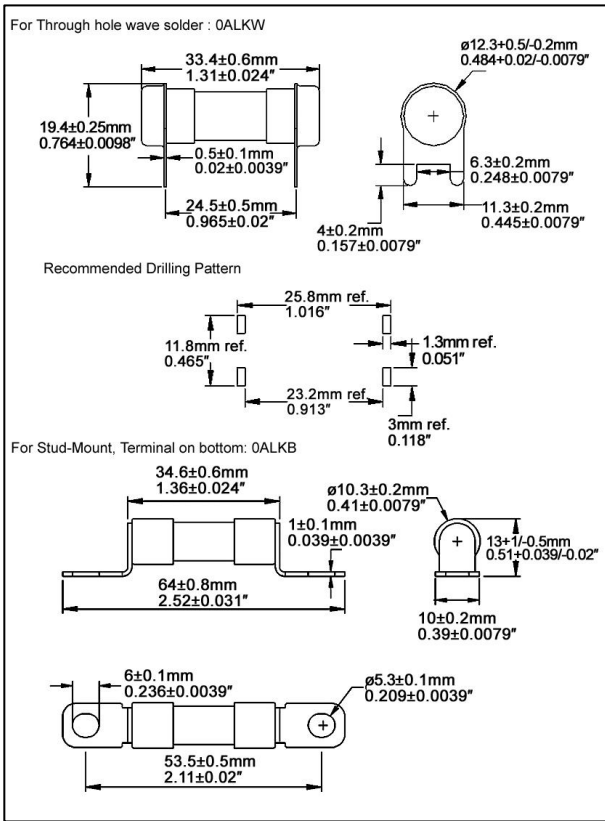 For Through hole wave solder : 0ALKW
33.4±0.6mm
1.31±0.024″
ø12.3+0.5/-0.2mm
0.484+0.02/-0.0079″
19.4±0.25mm
0.764±0.0098″
0.5±0.1mm
0.02±0.0039″
6.3±0.2mm
0.248±0.0079″
24.5±0.5mm
0.965±0.02″
11.3±0.2mm
0.445±0.0079″
4±0.2mm
0.157±0.0079″
Recommended Drilling Pattern
25.8mm ref.
1.016″
11.8mm ref.
0.465″
1.3mm ref.
0.051″
23.2mm ref.
0.913″
3mm ref.
0.118″
For Stud-Mount, Terminal on bottom: 0ALKB
34.6±0.6mm
1.36±0.024″
ø10.3±0.2mm
0.41±0.0079″
1±0.1mm
0.039±0.0039″
13+1/-0.5mm
0.51+0.039/-0.02″
64±0.8mm
2.52±0.031″
10±0.2mm
0.39±0.0079″
6±0.1mm
0.236±0.0039″
ø5.3±0.1mm
0.209±0.0039″
53.5±0.5mm
2.11±0.02″